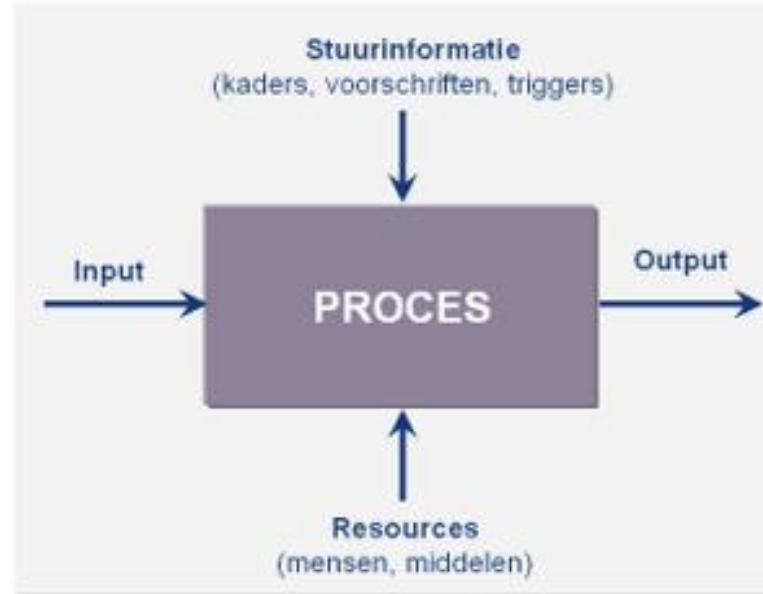 Stuurinformatie
(kaders, voorschriften, triggers)
Input
PROCES
Output
Resources
(mensen, middelen)